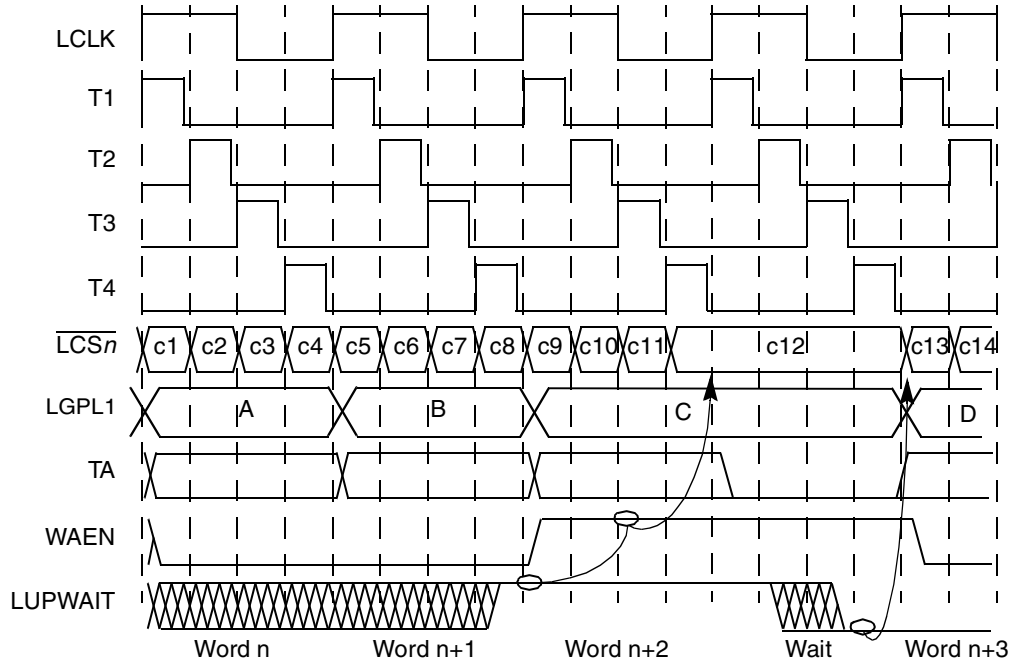 LCLK
T1
T2
T3
T4
LCSn c1 c2 c3 c4 c5 c6 c7 c8 c9 c10 c11 c12 c13 c14
LGPL1 A B C D
TA
WAEN
LUPWAIT
Word n Word n+1 Word n+2 Wait Word n+3